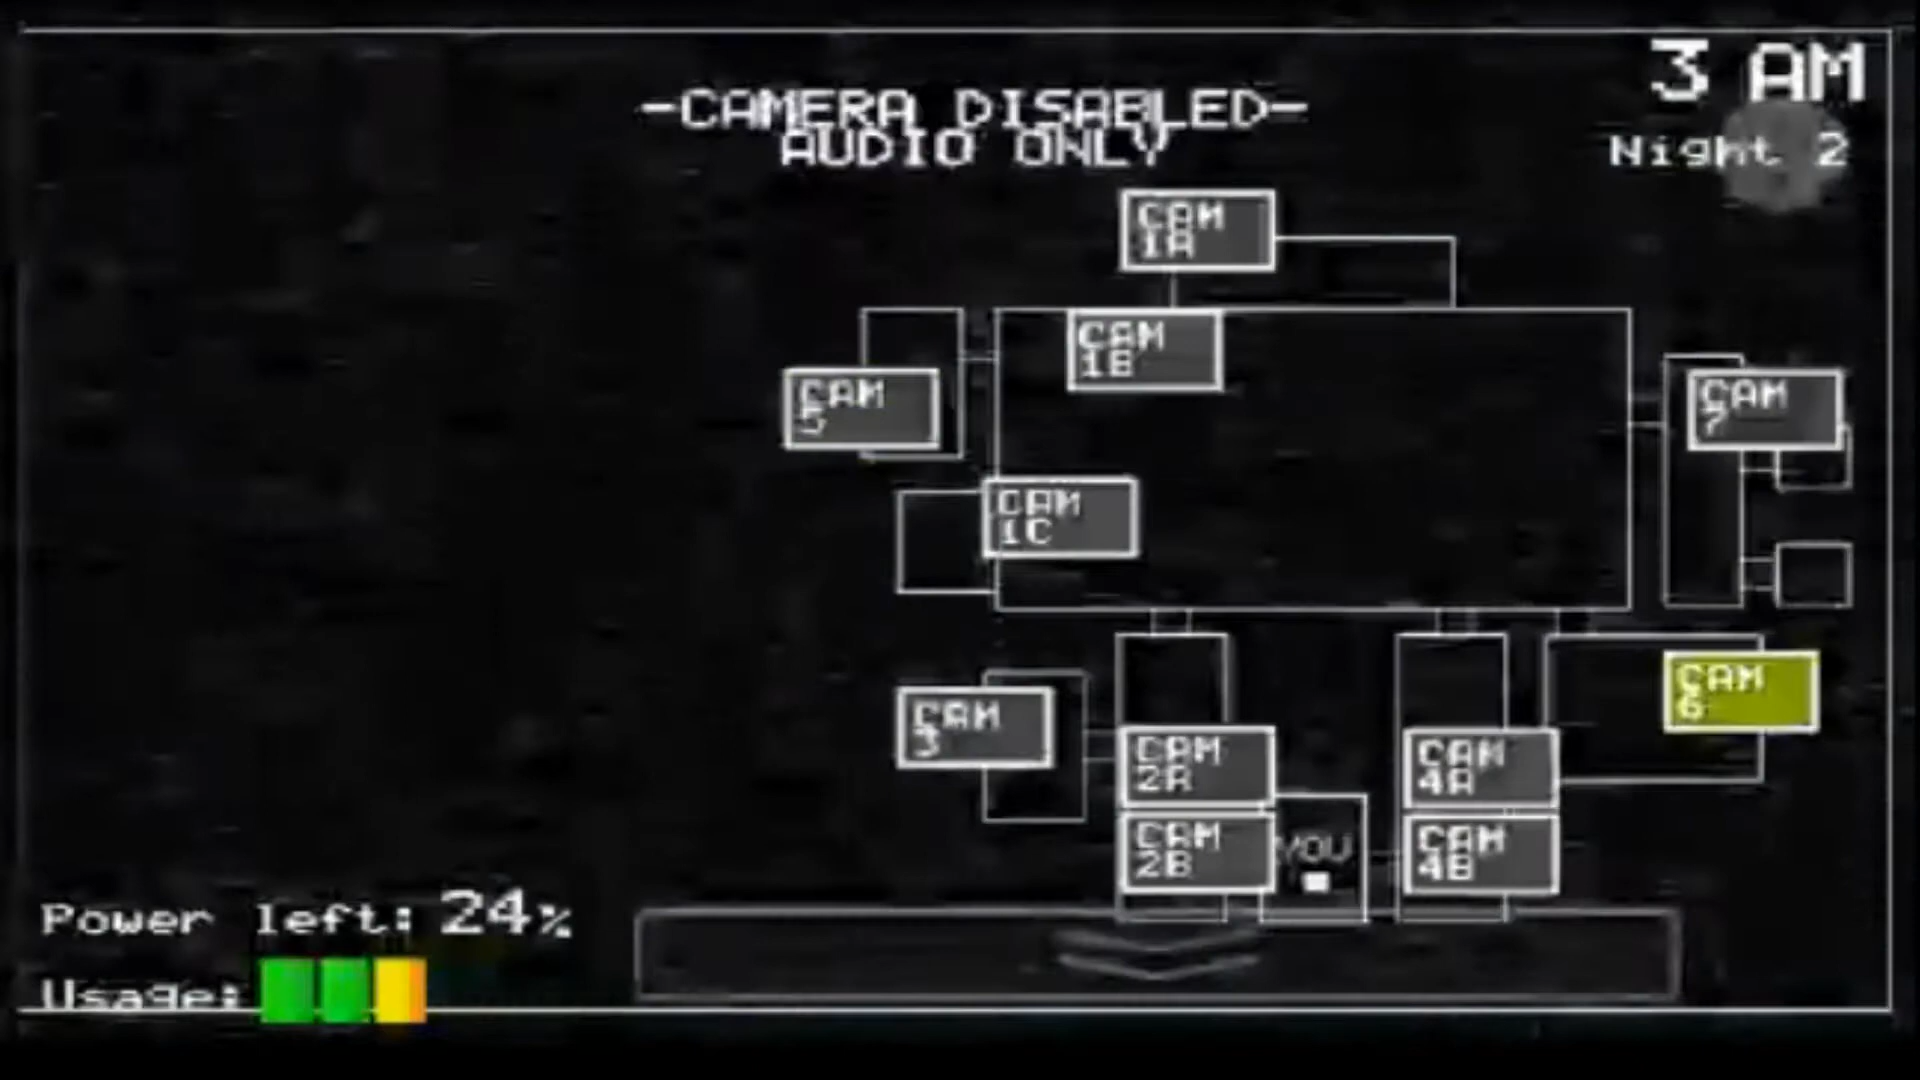 3 AM
-CAMERA DISABLED-
AUDIO ONLY
Night 2
CAM
1A
CAM
1B
CAM
5
CAM
7
CAM
1C
CAM
6
CAM
3
CAM
2A
CAM
4A
CAM
2B
YOU
CAM
4B
Power left: 24%
Usage: